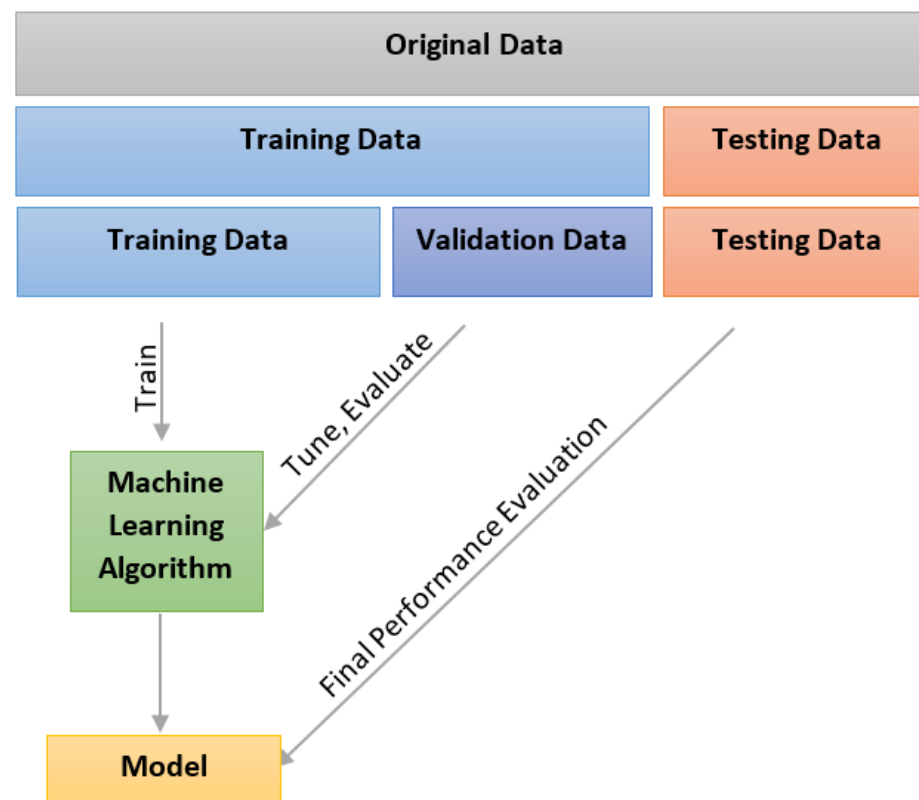 Original Data
Training Data
Testing Data
Training Data
Validation Data
Testing Data
Train
Tune, Evaluate
Final Performance Evaluation
Machine
Learning
Algorithm
Model